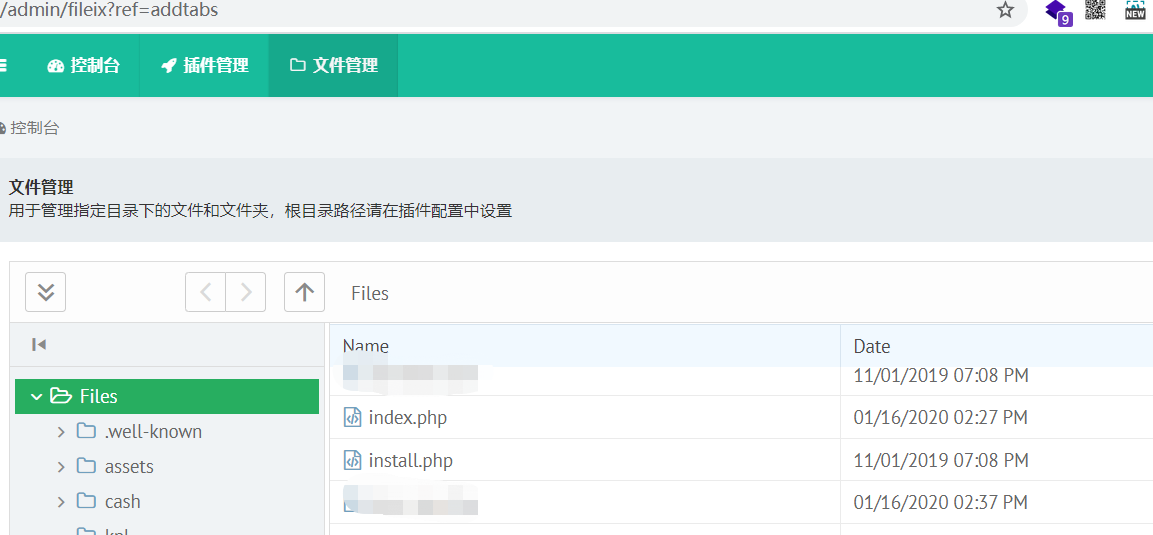 /admin/fileix?ref=addtabs
9
NEW
控制台 插件管理 文件管理
控制台
文件管理
用于管理指定目录下的文件和文件夹，根目录路径请在插件配置中设置
Files
Name Date
11/01/2019 07:08 PM
Files
index.php 01/16/2020 02:27 PM
.well-known
install.php 11/01/2019 07:08 PM
assets
cash
01/16/2020 02:37 PM